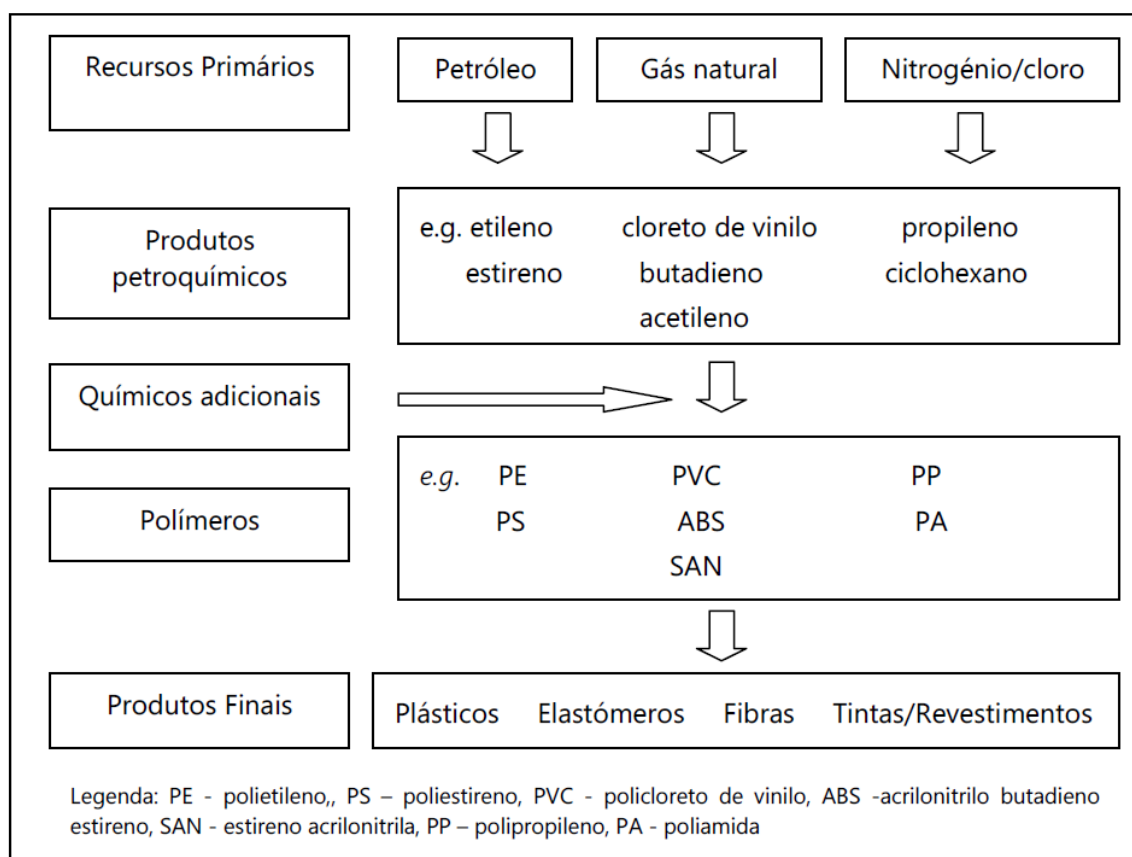 Recursos Primários
Petróleo
Gás natural
Nitrogénio/cloro
Produtos
petroquímicos
e.g. etileno cloreto de vinilo propileno
estireno butadieno ciclohexano
acetileno
Químicos adicionais
Polímeros
e.g. PE PVC PP
PS ABS PA
SAN
Produtos Finais
Plásticos Elastómeros Fibras Tintas/Revestimentos
Legenda: PE - polietileno,, PS – poliestireno, PVC - policloreto de vinilo, ABS -acrilonitrilo butadieno
estireno, SAN - estireno acrilonitrila, PP – polipropileno, PA - poliamida